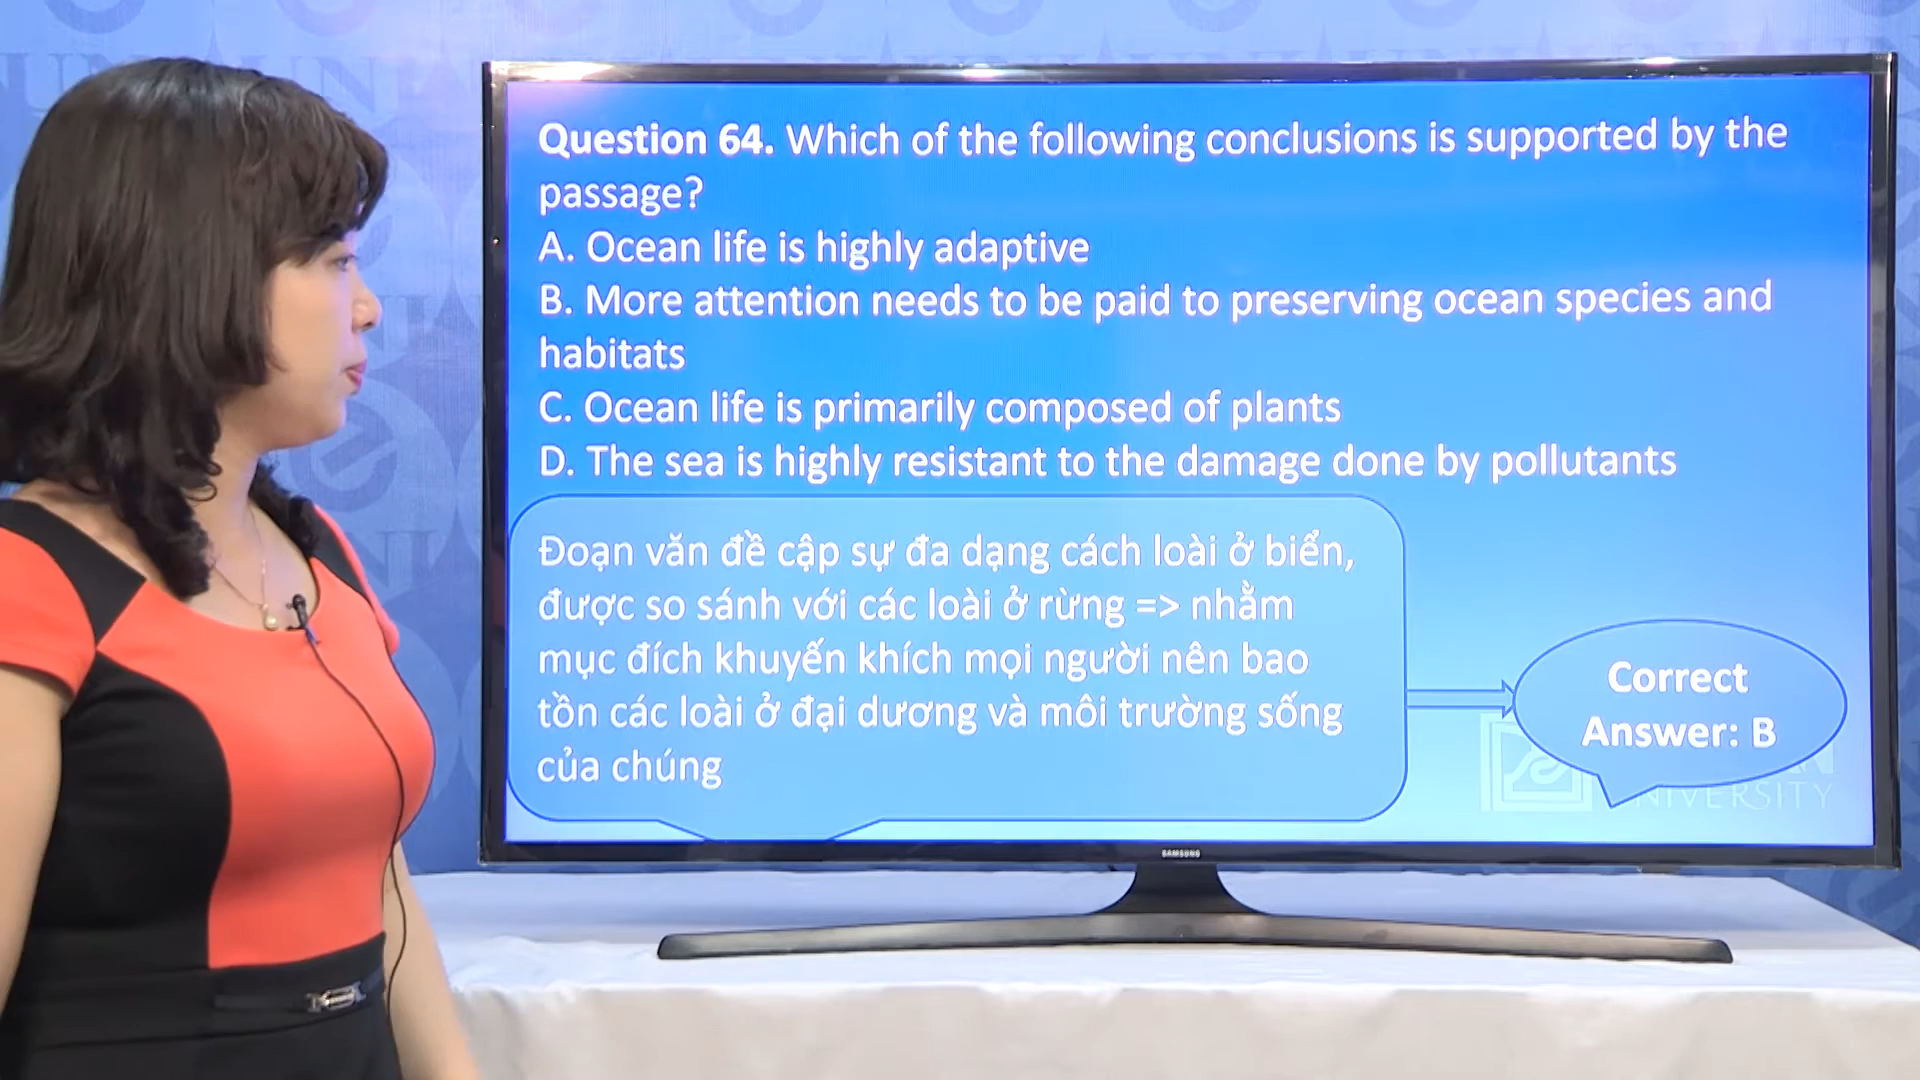 Question 64. Which of the following conclusions is supported by the
passage?
A. Ocean life is highly adaptive
B. More attention needs to be paid to preserving ocean species and
habitats
C. Ocean life is primarily composed of plants
D. The sea is highly resistant to the damage done by pollutants
Đoạn văn đề cập sự đa dạng cách loài ở biển,
được so sánh với các loài ở rừng => nhằm
mục đích khuyến khích mọi người nên bao
tồn các loài ở đại dương và môi trường sống
của chúng
Correct
Answer: B
SAMSUNG